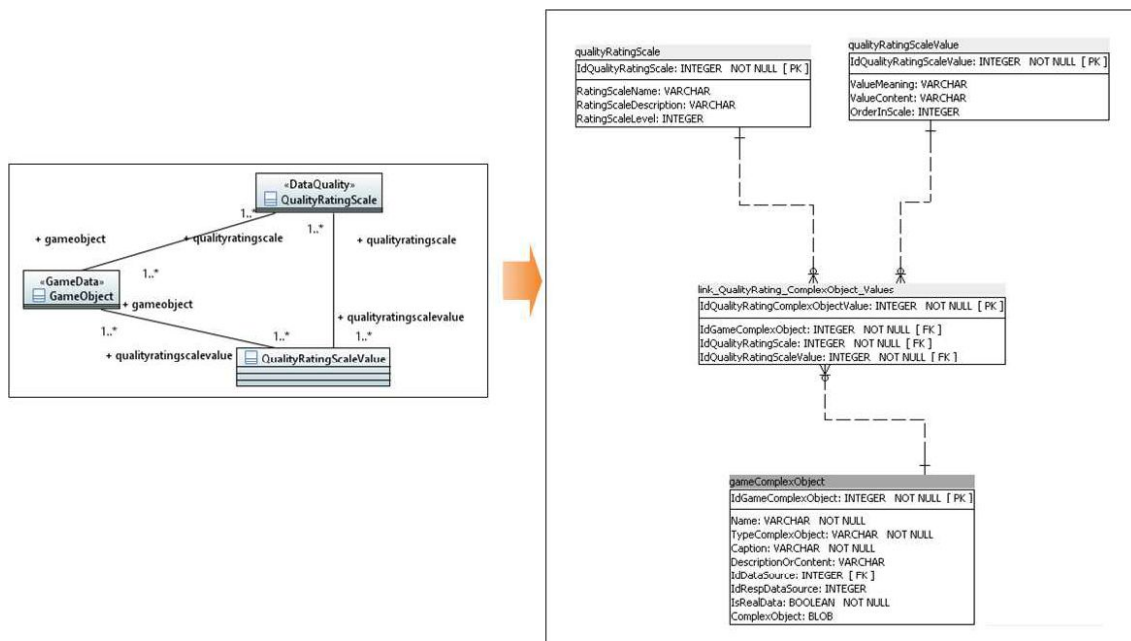 «DataQuality»
QualityRatingScale
1..*
1..*
+ qualityratingscale
+ qualityratingscale
+ gameobject
1..*
«GameData»
GameObject
+ gameobject
1..*
+ qualityratingscalevalue
1..*
1..*
+ qualityratingscalevalue
QualityRatingScaleValue
qualityRatingScale
IdQualityRatingScale: INTEGER NOT NULL [ PK ]
RatingScaleName: VARCHAR
RatingScaleDescription: VARCHAR
RatingScaleLevel: INTEGER
qualityRatingScaleValue
IdQualityRatingScaleValue: INTEGER NOT NULL [ PK ]
ValueMeaning: VARCHAR
ValueContent: VARCHAR
OrderInScale: INTEGER
link_QualityRating_ComplexObject_Values
IdQualityRatingComplexObjectValue: INTEGER NOT NULL [ PK ]
IdGameComplexObject: INTEGER NOT NULL [ FK ]
IdQualityRatingScale: INTEGER NOT NULL [ FK ]
IdQualityRatingScaleValue: INTEGER NOT NULL [ FK ]
gameComplexObject
IdGameComplexObject: INTEGER NOT NULL [ PK ]
Name: VARCHAR NOT NULL
TypeComplexObject: VARCHAR NOT NULL
Caption: VARCHAR NOT NULL
DescriptionOrContent: VARCHAR
IdDataSource: INTEGER [ FK ]
IdRespDataSource: INTEGER
IsRealData: BOOLEAN NOT NULL
ComplexObject: BLOB